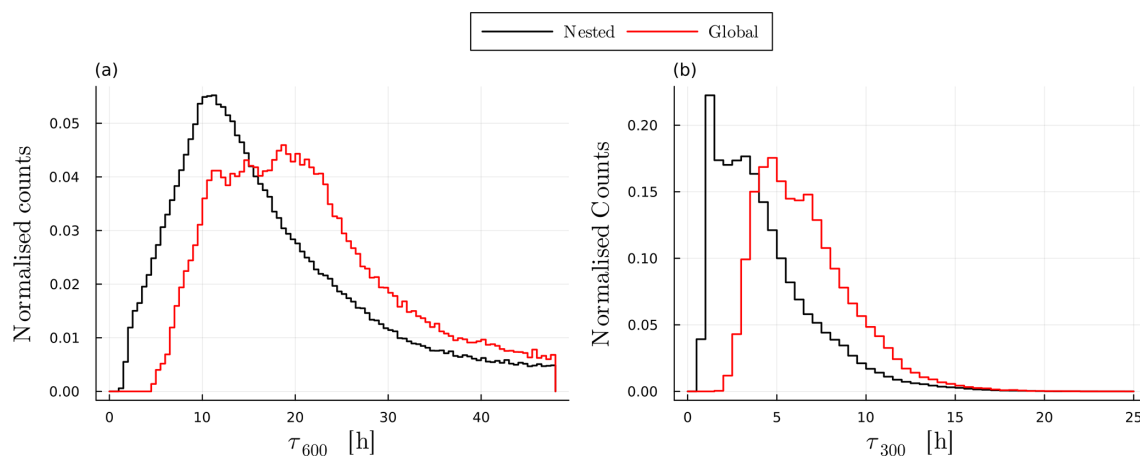 Nested Global
(a)
Normalised counts
0.05
0.04
0.03
0.02
0.01
0.00
0 10 20 30 40
τ600 [h]
(b)
Normalised Counts
0.20
0.15
0.10
0.05
0.00
0 5 10 15 20 25
τ300 [h]